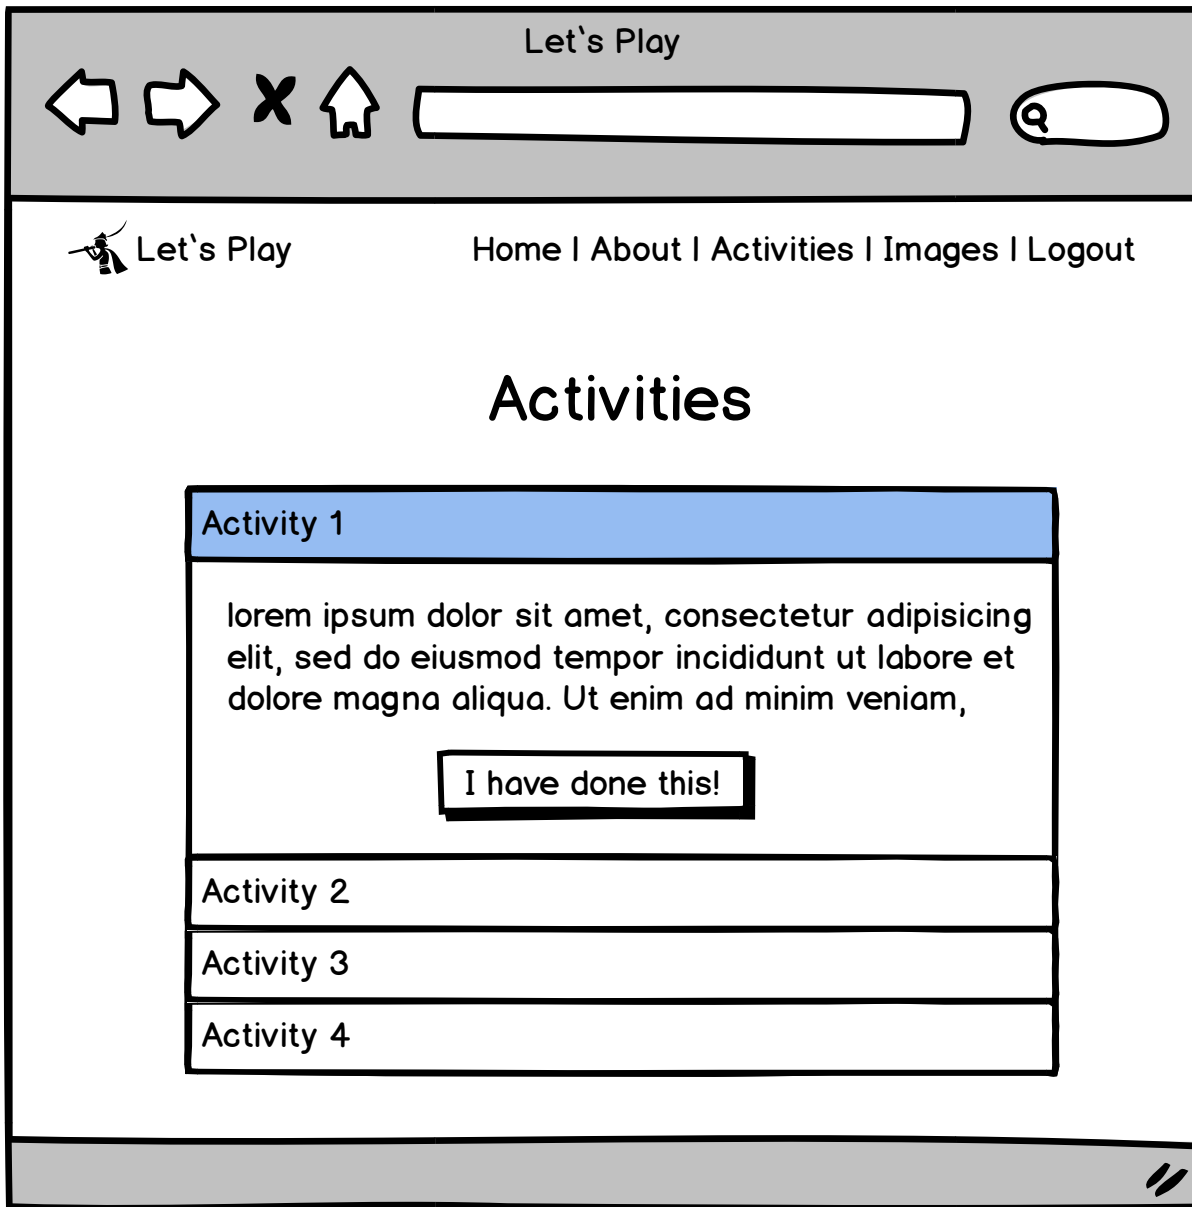 Let`s Play
Let`s Play
Home | About | Activities | Images | Logout
Activities
Activity 1
lorem ipsum dolor sit amet, consectetur adipisicing
elit, sed do eiusmod tempor incididunt ut labore et
dolore magna aliqua. Ut enim ad minim veniam,
I have done this!
Activity 2
Activity 3
Activity 4